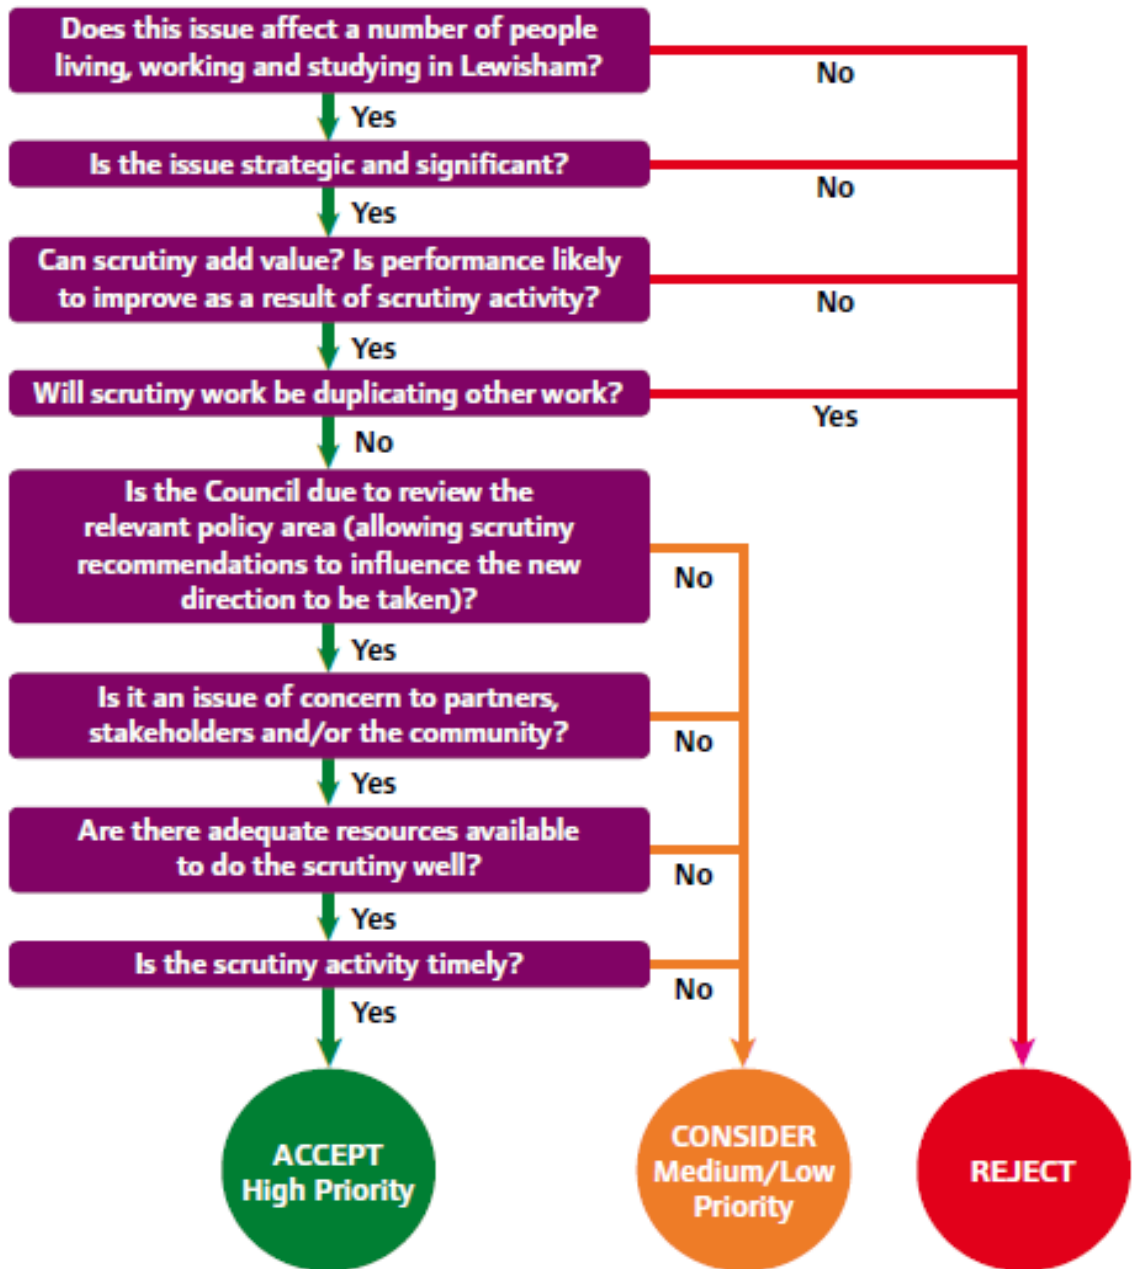 Does this issue affect a number of people
living, working and studying in Lewisham?
No
Yes
Is the issue strategic and significant?
No
Yes
Can scrutiny add value? Is performance likely
to improve as a result of scrutiny activity?
No
Yes
Will scrutiny work be duplicating other work?
Yes
No
Is the Council due to review the
relevant policy area (allowing scrutiny
recommendations to influence the new
direction to be taken)?
No
Yes
Is it an issue of concern to partners,
stakeholders and/or the community?
No
Yes
Are there adequate resources available
to do the scrutiny well?
No
Yes
Is the scrutiny activity timely?
No
Yes
ACCEPT
High Priority
CONSIDER
Medium/Low
Priority
REJECT